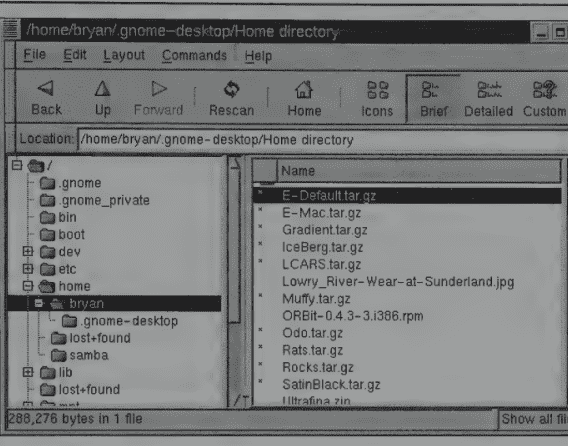 /home/bryan/.gnome-desktop/Home directory
File Edit Layout Commands Help
Back Up Forward Rescan Home Icons Brief Detailed Custom
Location: /home/bryan/.gnome-desktop/Home directory
/
.gnome
.gnome_private
bin
boot
dev
etc
home
bryan
.gnome-desktop
lost+found
samba
lib
lost+found
mnt
Name
E-Default.tar.gz
E-Mac.tar.gz
Gradient.tar.gz
IceBerg.tar.gz
LCARS.tar.gz
Lowry_River-Wear-at-Sunderland.jpg
Muffy.tar.gz
ORBit-0.4.3-3.i386.rpm
Odo.tar.gz
Rats.tar.gz
Rocks.tar.gz
SatinBlack.tar.gz
Ultrafina.zip
288,276 bytes in 1 file
Show all